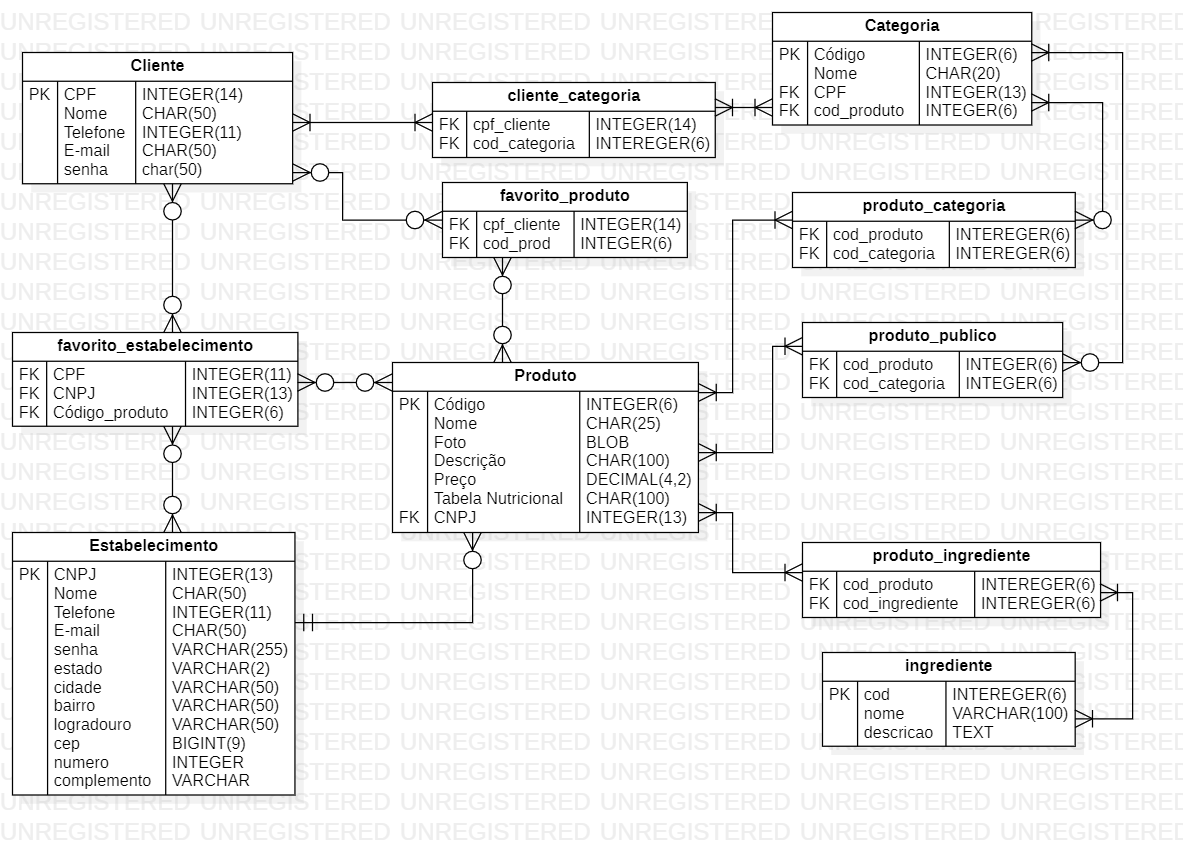 Cliente
PK CPF INTEGER(14)
Nome CHAR(50)
Telefone INTEGER(11)
E-mail CHAR(50)
senha char(50)
cliente_categoria
FK cpf_cliente INTEGER(14)
FK cod_categoria INTEREGER(6)
Categoria
PK Código INTEGER(6)
Nome CHAR(20)
FK CPF INTEGER(13)
FK cod_produto INTEGER(6)
favorito_produto
FK cpf_cliente INTEGER(14)
FK cod_prod INTEGER(6)
produto_categoria
FK cod_produto INTEREGER(6)
FK cod_categoria INTEREGER(6)
favorito_estabelecimento
FK CPF INTEGER(11)
FK CNPJ INTEGER(13)
FK Código_produto INTEGER(6)
Produto
PK Código INTEGER(6)
Nome CHAR(25)
Foto BLOB
Descrição CHAR(100)
Preço DECIMAL(4,2)
Tabela Nutricional CHAR(100)
FK CNPJ INTEGER(13)
produto_publico
FK cod_produto INTEGER(6)
FK cod_categoria INTEGER(6)
Estabelecimento
PK CNPJ INTEGER(13)
Nome CHAR(50)
Telefone INTEGER(11)
E-mail CHAR(50)
senha VARCHAR(255)
estado VARCHAR(2)
cidade VARCHAR(50)
bairro VARCHAR(50)
logradouro VARCHAR(50)
cep BIGINT(9)
numero INTEGER
complemento VARCHAR
produto_ingrediente
FK cod_produto INTEREGER(6)
FK cod_ingrediente INTEREGER(6)
ingrediente
PK cod INTEREGER(6)
nome VARCHAR(100)
descricao TEXT
UNREGISTERED UNREGISTERED UNREGISTERED UNREGISTERED UNREGISTERED UNREGISTERED